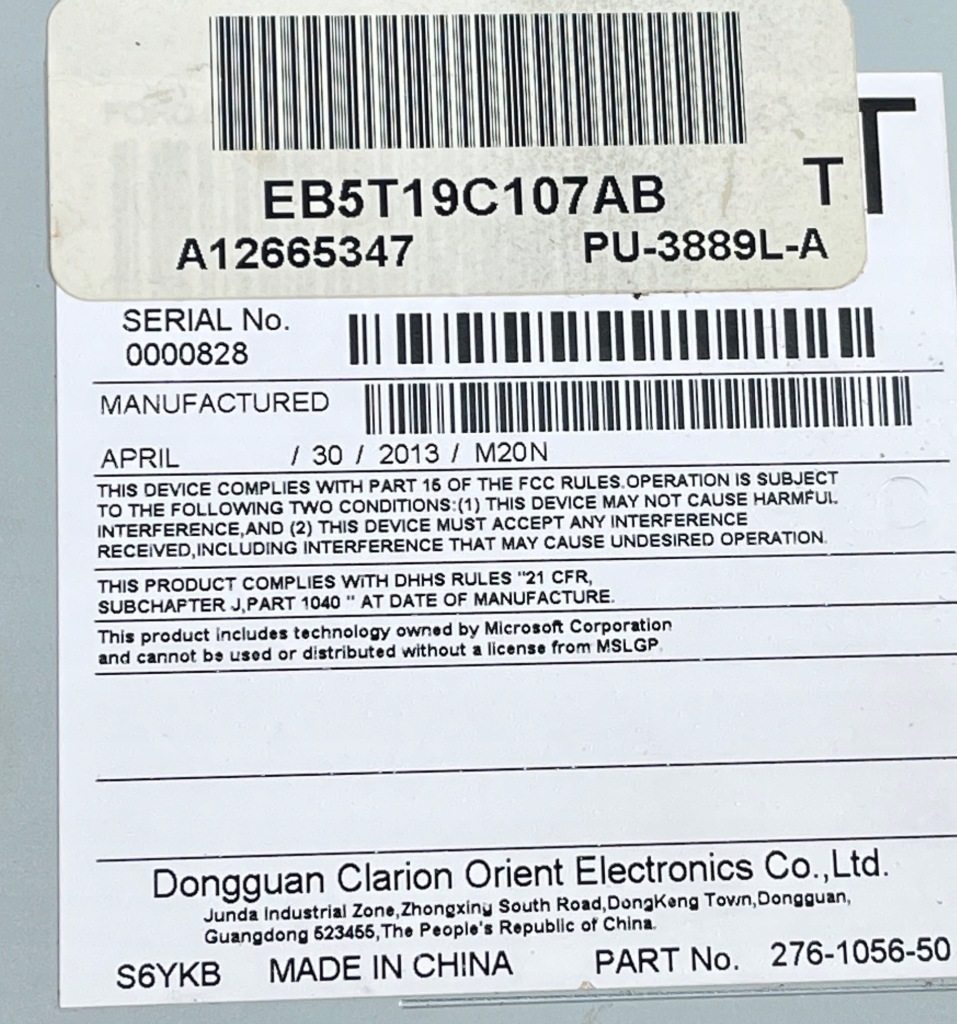 EB5T19C107AB
T
T
A12665347 PU-3889L-A
SERIAL No.
0000828
MANUFACTURED
APRIL / 30 / 2013 / M20N
THIS DEVICE COMPLIES WITH PART 15 OF THE FCC RULES.OPERATION IS SUBJECT
TO THE FOLLOWING TWO CONDITIONS:(1) THIS DEVICE MAY NOT CAUSE HARMFUL
INTERFERENCE,AND (2) THIS DEVICE MUST ACCEPT ANY INTERFERENCE
RECEIVED,INCLUDING INTERFERENCE THAT MAY CAUSE UNDESIRED OPERATION.
THIS PRODUCT COMPLIES WITH DHHS RULES "21 CFR,
SUBCHAPTER J,PART 1040 " AT DATE OF MANUFACTURE.
This product includes technology owned by Microsoft Corporation
and cannot be used or distributed without a license from MSLGP.
Dongguan Clarion Orient Electronics Co.,Ltd.
Junda Industrial Zone,Zhongxing South Road,DongKeng Town,Dongguan,
Guangdong 523455,The People's Republic of China.
S6YKB MADE IN CHINA PART No. 276-1056-50